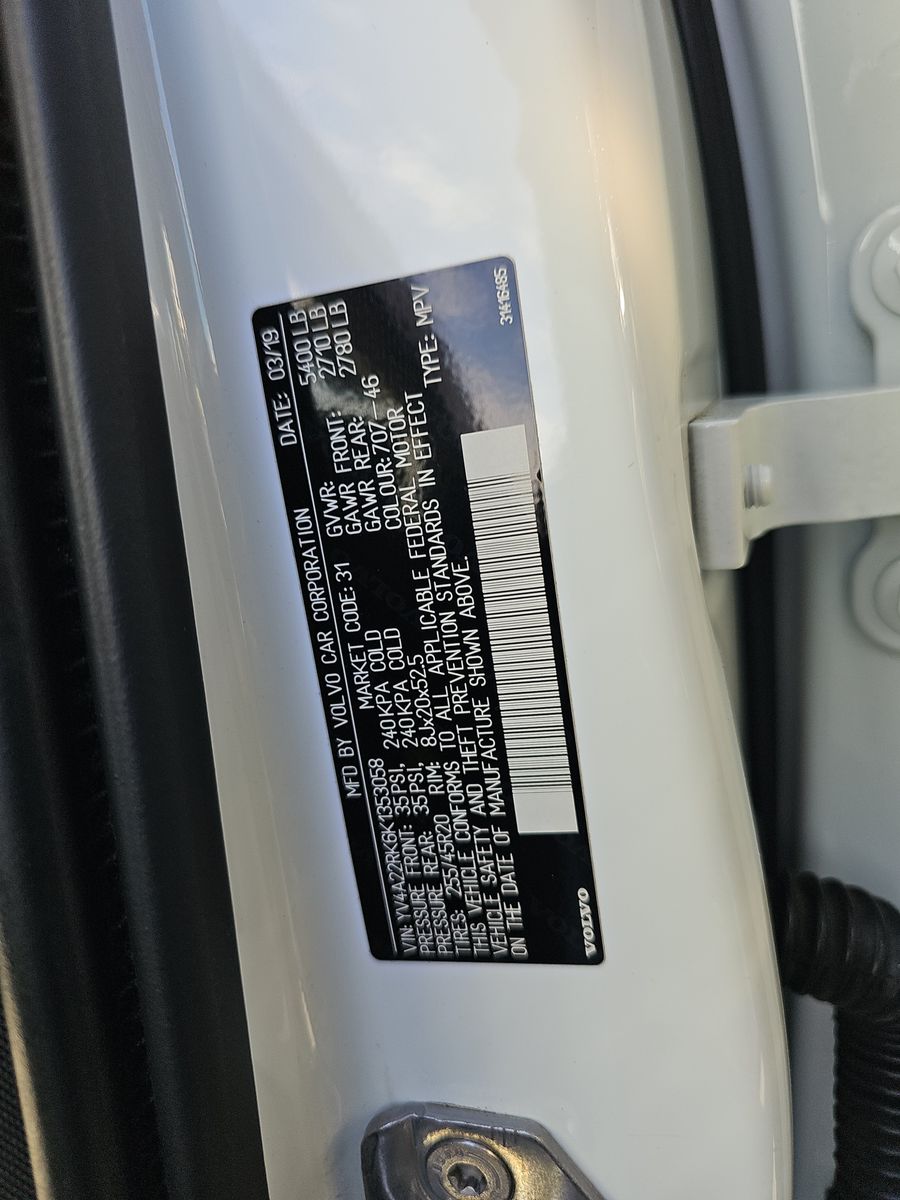 MFD BY VOLVO CAR CORPORATION DATE: 03/19
VIN: YV4A22RK6K1353058 MARKET CODE: 31 GVWR: 5400 LB
PRESSURE FRONT: 35PSI, 240KPA COLD GAWR FRONT: 2710 LB
PRESSURE REAR: 35PSI, 240KPA COLD GAWR REAR: 2780 LB
TIRES: 255/45R20 RIM: 8Jx20x52.5 COLOUR: 707-46
THIS VEHICLE CONFORMS TO ALL APPLICABLE FEDERAL MOTOR
VEHICLE SAFETY AND THEFT PREVENTION STANDARDS IN EFFECT
ON THE DATE OF MANUFACTURE SHOWN ABOVE. TYPE: MPV
VOLVO
31416485